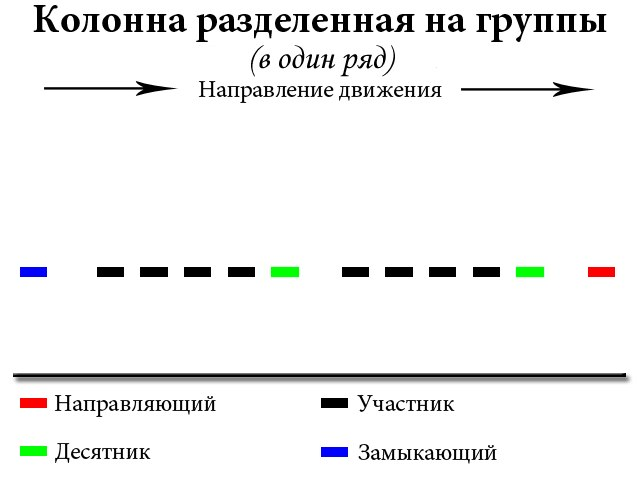 Колонна разделенная на группы
(в один ряд)
Направление движения
Направляющий
Участник
Десятник
Замыкающий